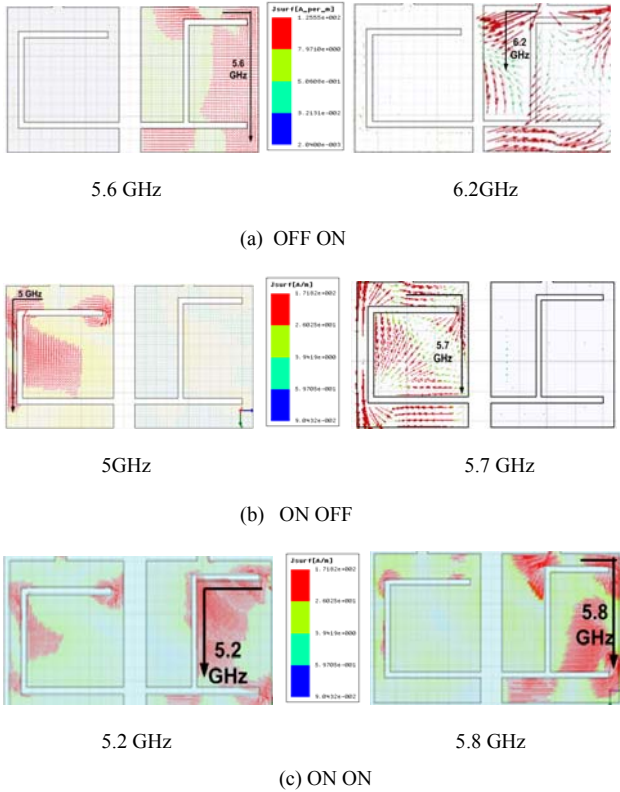 Jsurf[A_per_m]
1.2555e+002
7.9710e+000
5.0609e-001
3.2131e-002
2.0400e-003
5.6
GHz
6.2
GHz
5.6 GHz
6.2GHz
(a) OFF ON
5 GHz
Jsurf[A/m]
1.7182e+002
2.6025e+001
3.9419e+000
5.9705e-001
9.0432e-002
5.7
GHz
5GHz
5.7 GHz
(b) ON OFF
5.2
GHz
Jsurf[A/m]
1.7182e+002
2.6025e+001
3.9419e+000
5.9705e-001
9.0432e-002
5.8
GHz
5.2 GHz
5.8 GHz
(c) ON ON